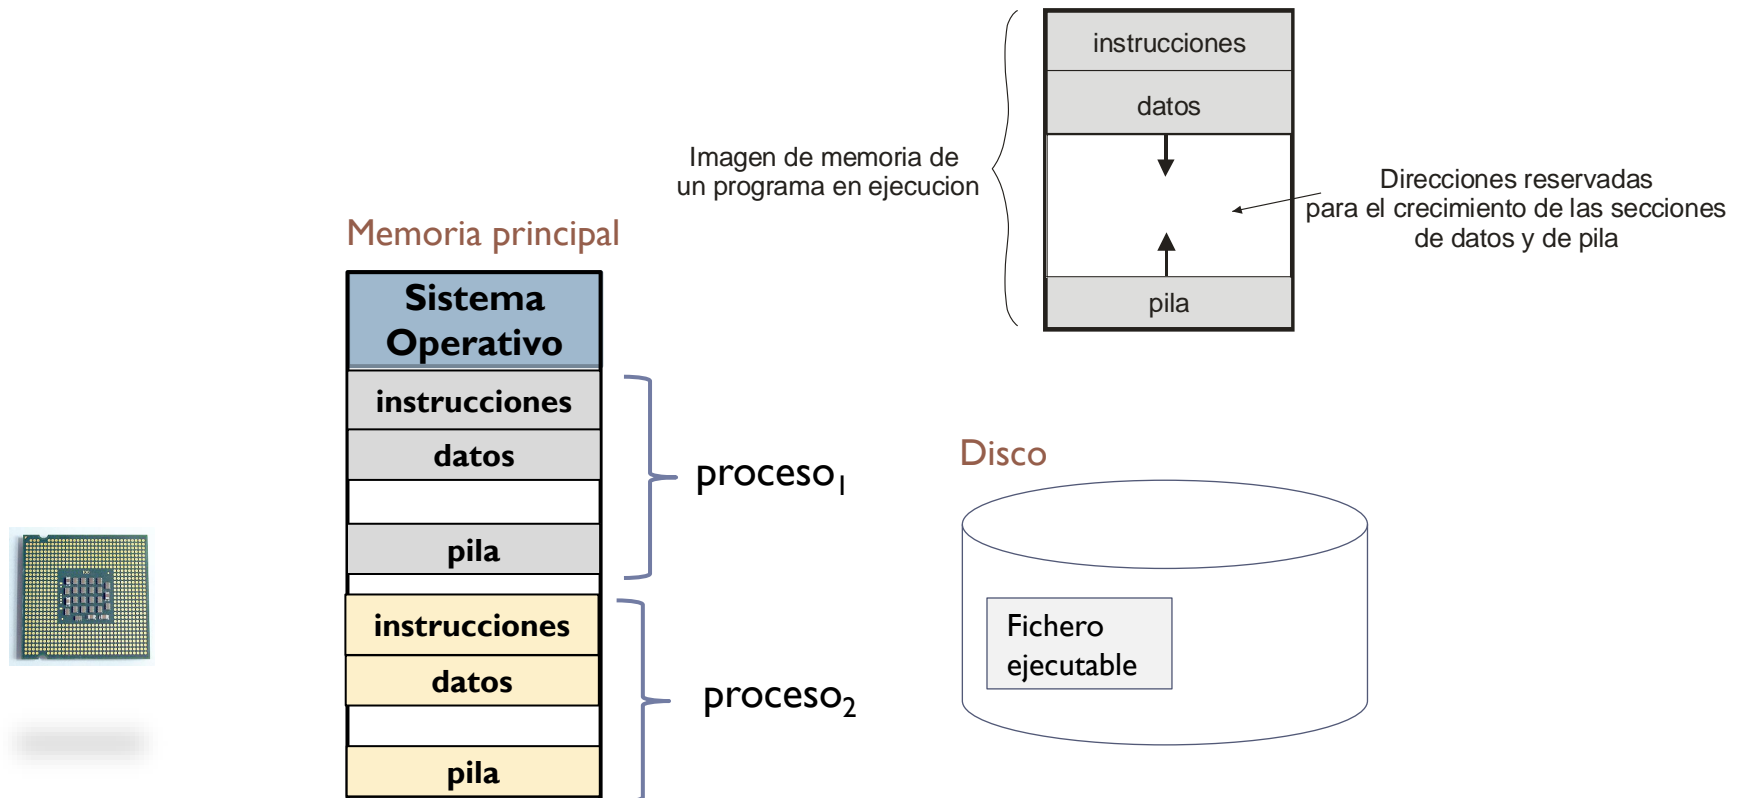 instrucciones
datos
Imagen de memoria de
un programa en ejecucion
Direcciones reservadas
para el crecimiento de las secciones
de datos y de pila
pila
Memoria principal
Sistema
Operativo
instrucciones
datos
pila
proceso1
instrucciones
datos
pila
proceso2
Disco
Fichero
ejecutable